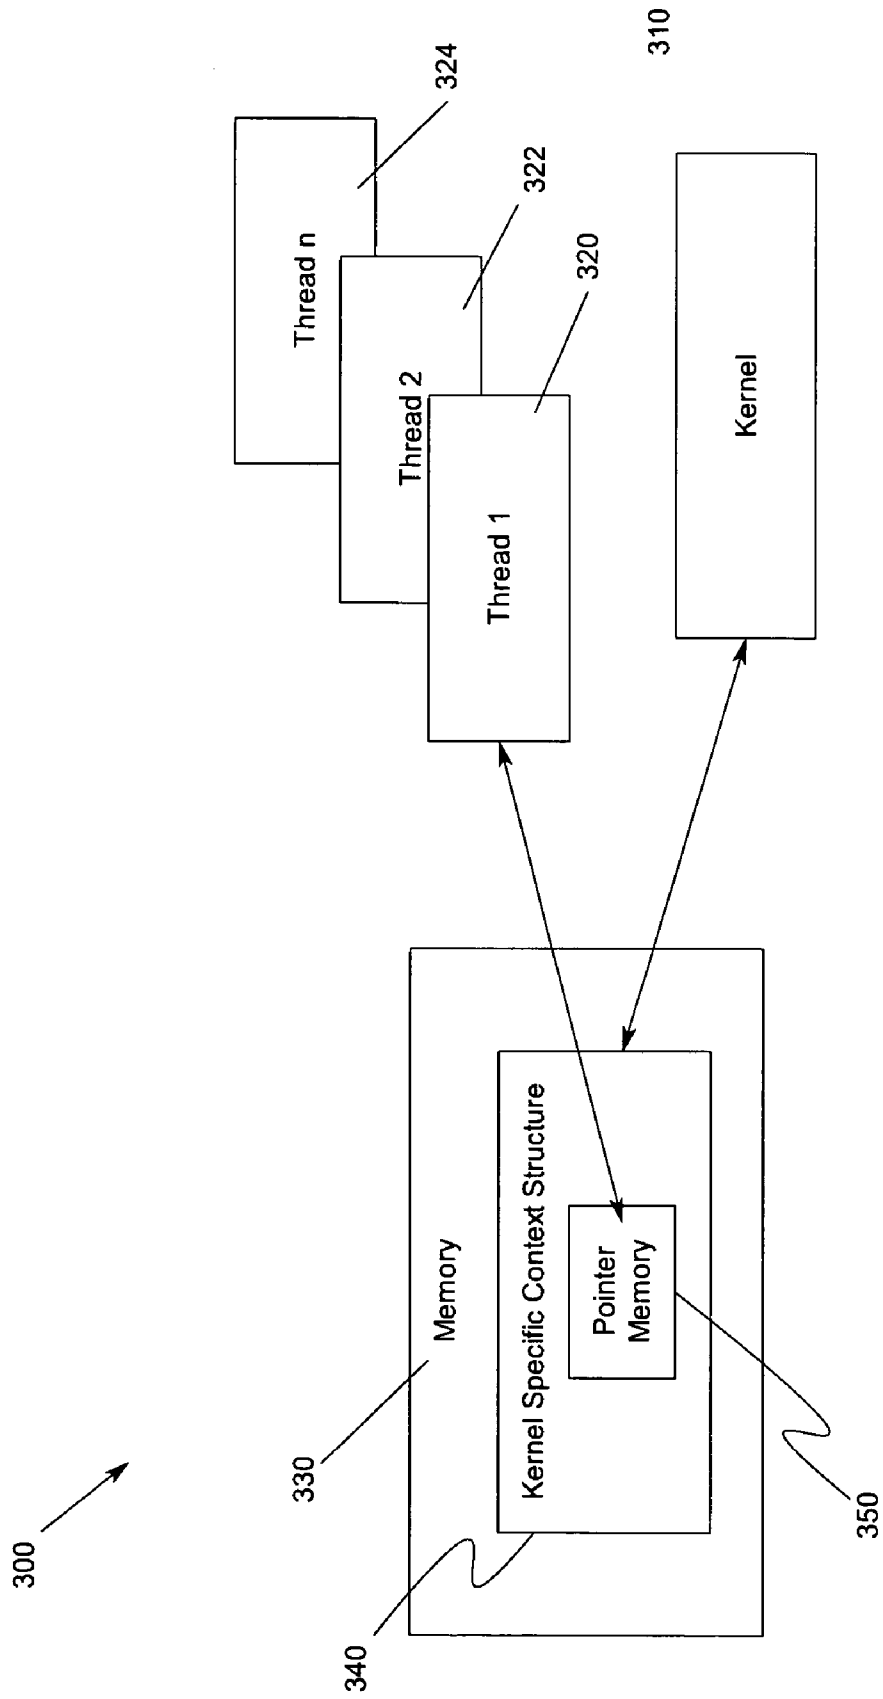 300
330
Memory
340
Kernel Specific Context Structure
Pointer
Memory
350
Thread n
324
Thread 2
322
Thread 1
320
Kernel
310